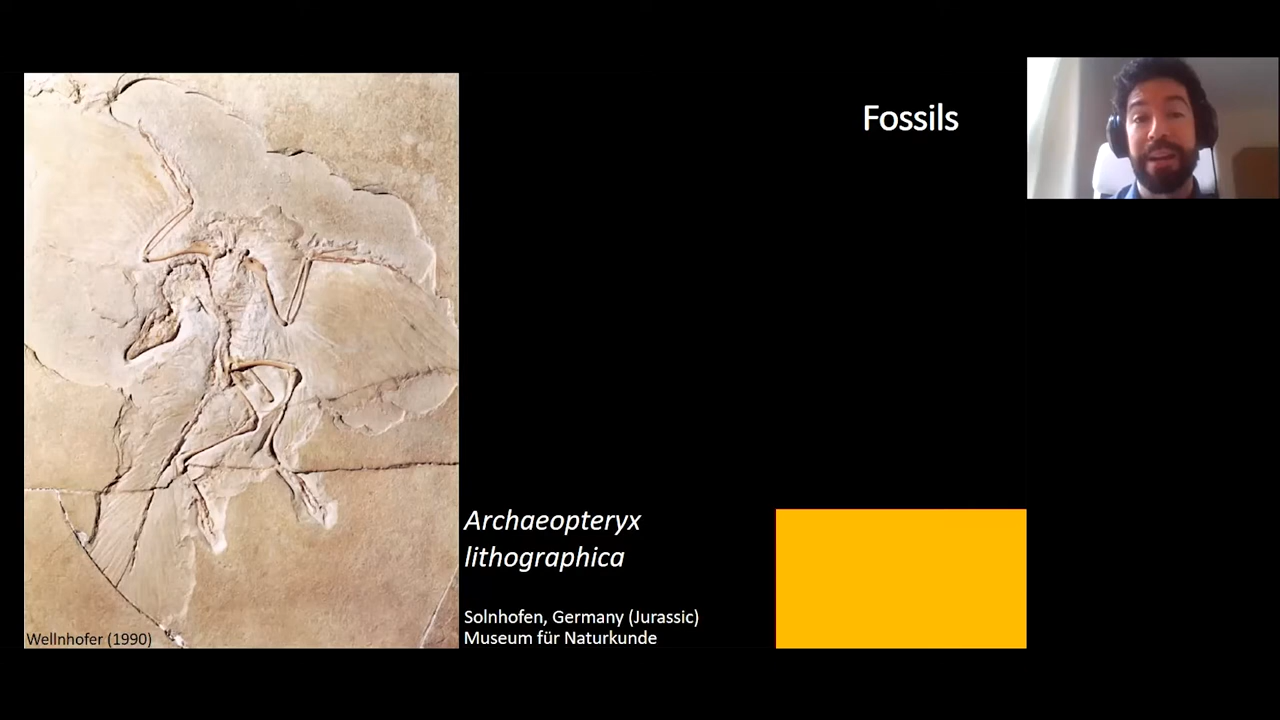 Fossils
Archaeopteryx
lithographica
Solnhofen, Germany (Jurassic)
Museum für Naturkunde
Wellnhofer (1990)